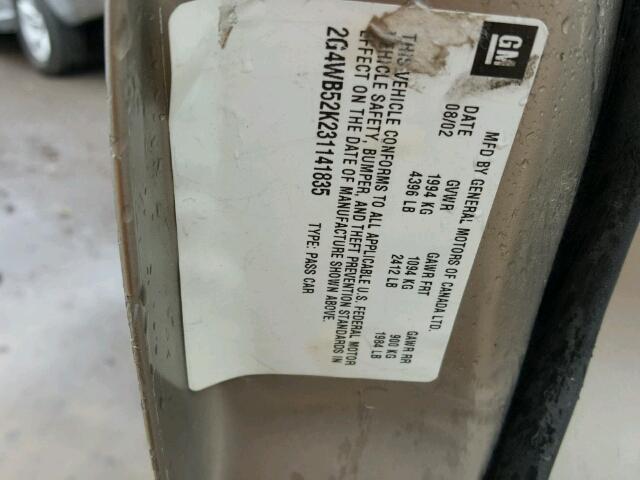 GM
MFD BY GENERAL MOTORS OF CANADA LTD.
DATE GVWR GAWR FRT GAWR RR
08/02 1994 KG 1094 KG 900 KG
4396 LB 2412 LB 1984 LB
THIS VEHICLE CONFORMS TO ALL APPLICABLE U.S. FEDERAL MOTOR
VEHICLE SAFETY, BUMPER, AND THEFT PREVENTION STANDARDS IN
EFFECT ON THE DATE OF MANUFACTURE SHOWN ABOVE.
2G4WB52K231141835 TYPE: PASS CAR